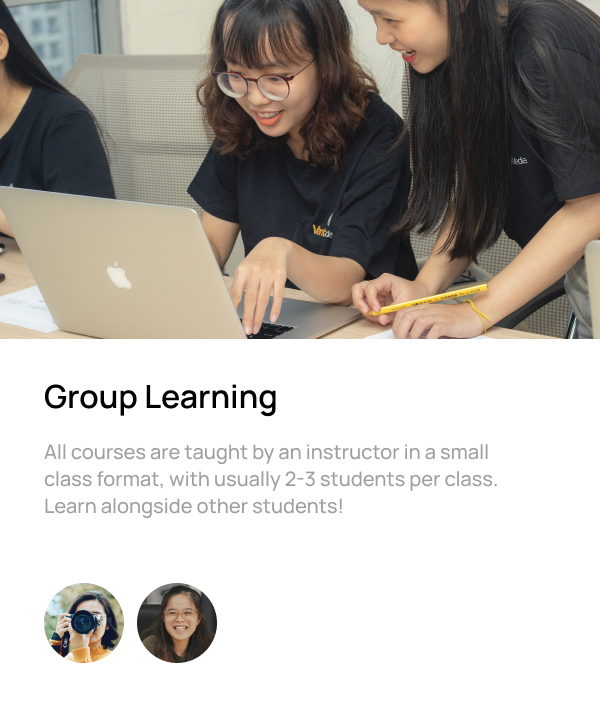 Media
Group Learning
All courses are taught by an instructor in a small
class format, with usually 2-3 students per class.
Learn alongside other students!